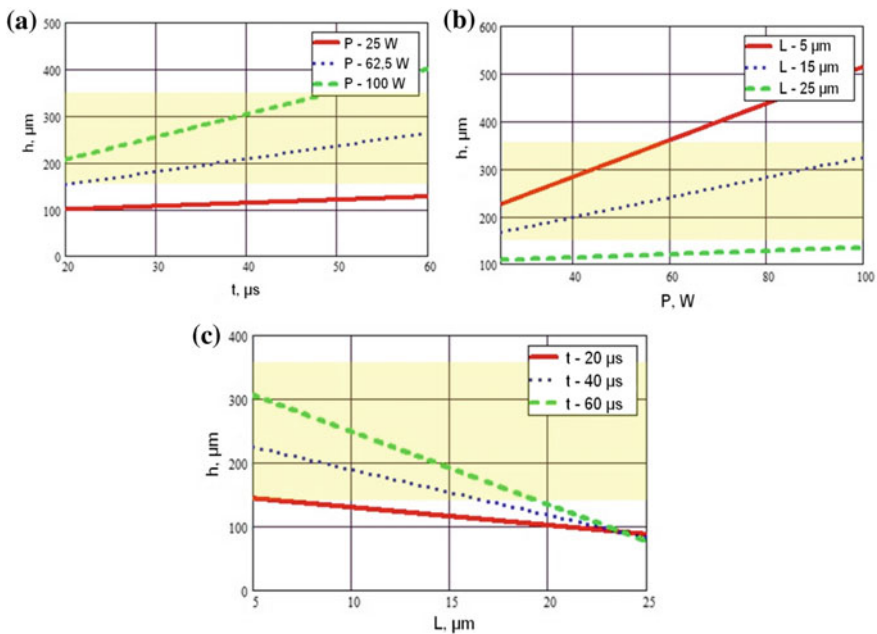 (a)
500
400
300
200
100
0
h, µm
P - 25 W
P - 62,5 W
P - 100 W
20 30 40 50 60
t, µs
(b)
600
500
400
300
200
100
h, µm
L - 5 µm
L - 15 µm
L - 25 µm
40 60 80 100
P, W
(c)
400
300
200
100
0
h, µm
t - 20 µs
t - 40 µs
t - 60 µs
5 10 15 20 25
L, µm